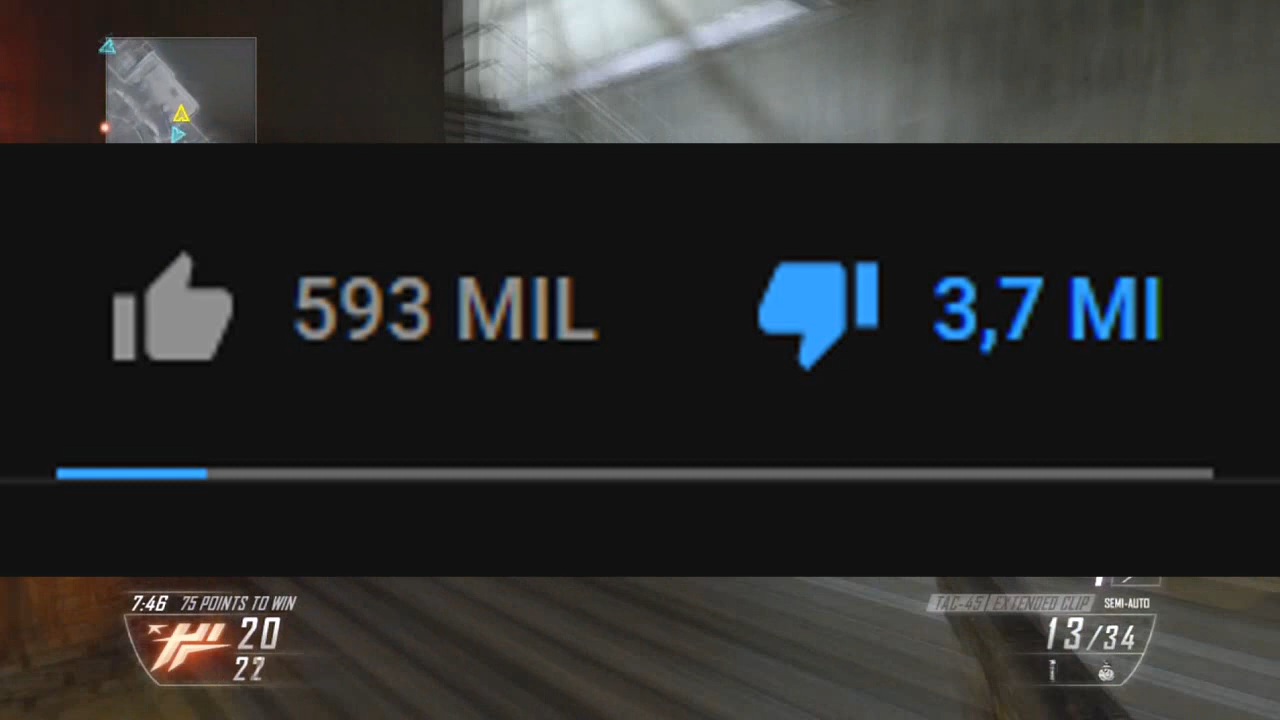 593 MIL
3,7 MI
7:46 75 POINTS TO WIN
20
22
TAC-45 EXTENDED CLIP SEMI-AUTO
13/34